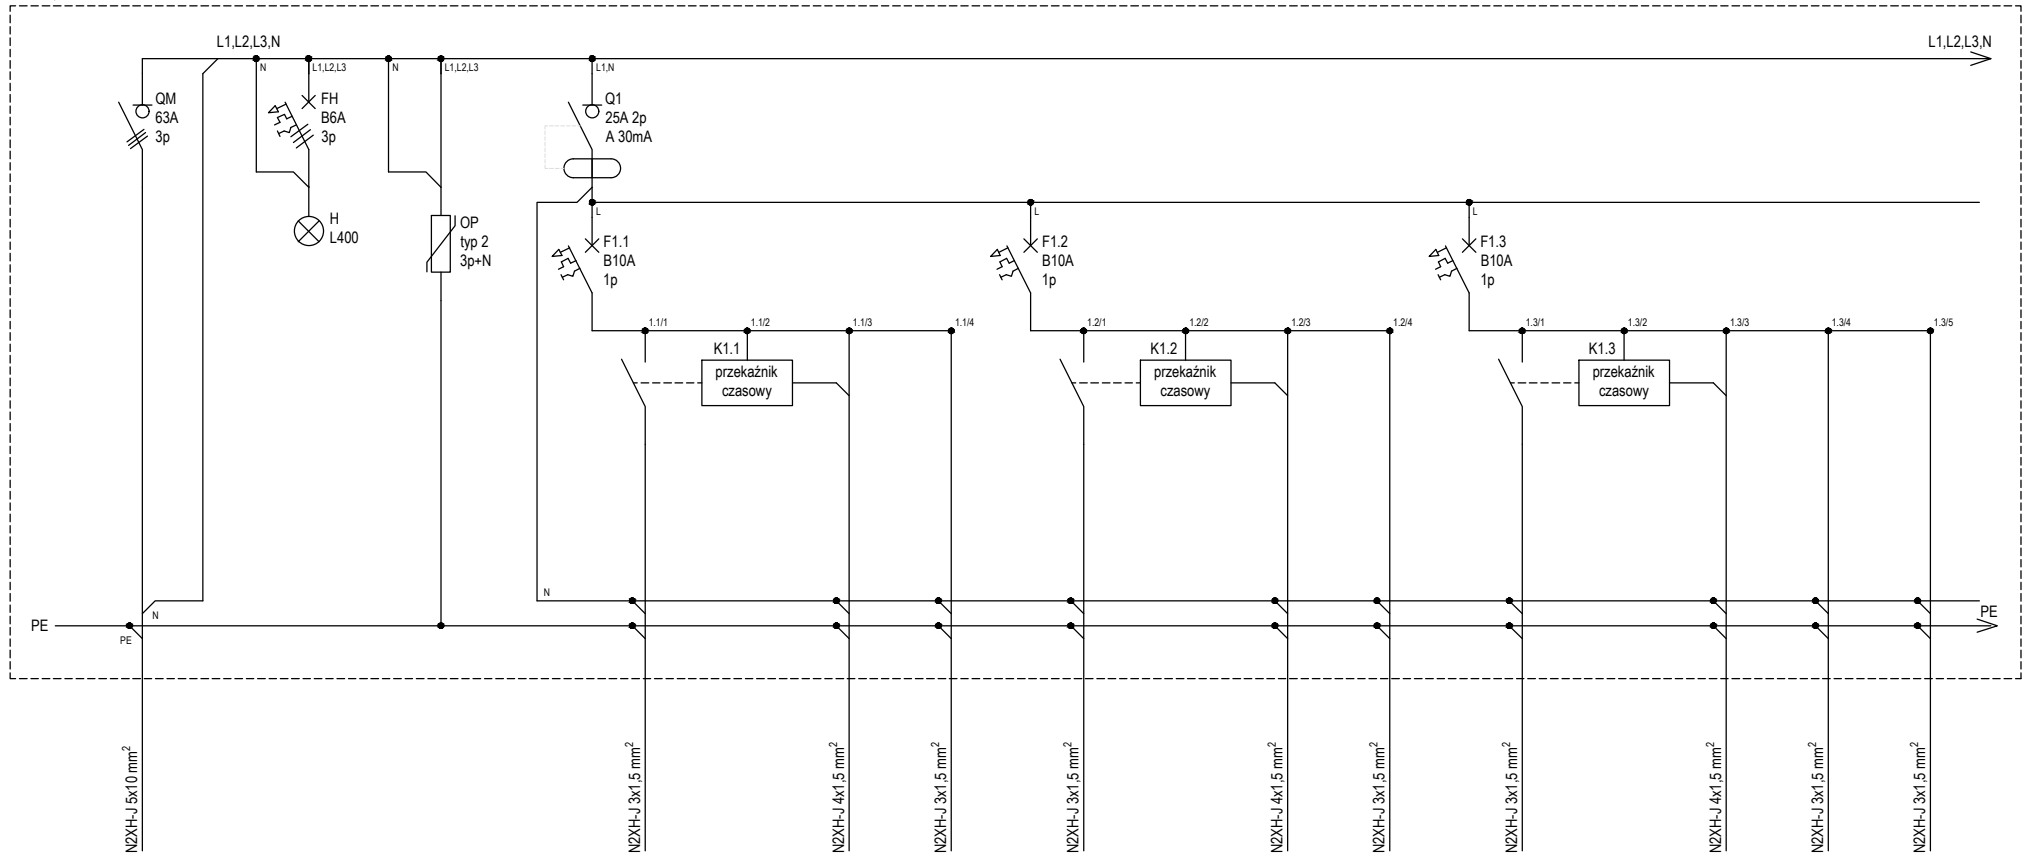 L1,L2,L3,N
L1,L2,L3,N
N
L1,L2,L3
N
L1,L2,L3
L1,N
QM
63A
3p
FH
B6A
3p
Q1
25A 2p
A 30mA
H
L400
OP
typ 2
3p+N
L
L
L
F1.1
B10A
1p
F1.2
B10A
1p
F1.3
B10A
1p
1.1/1
1.1/2
1.1/3
1.1/4
1.2/1
1.2/2
1.2/3
1.2/4
1.3/1
1.3/2
1.3/3
1.3/4
1.3/5
K1.1
przekaźnik
czasowy
K1.2
przekaźnik
czasowy
K1.3
przekaźnik
czasowy
N
N
PE
PE
PE
N2XH-J 5x10 mm²
N2XH-J 3x1,5 mm²
N2XH-J 4x1,5 mm²
N2XH-J 3x1,5 mm²
N2XH-J 3x1,5 mm²
N2XH-J 4x1,5 mm²
N2XH-J 3x1,5 mm²
N2XH-J 3x1,5 mm²
N2XH-J 4x1,5 mm²
N2XH-J 3x1,5 mm²
N2XH-J 3x1,5 mm²